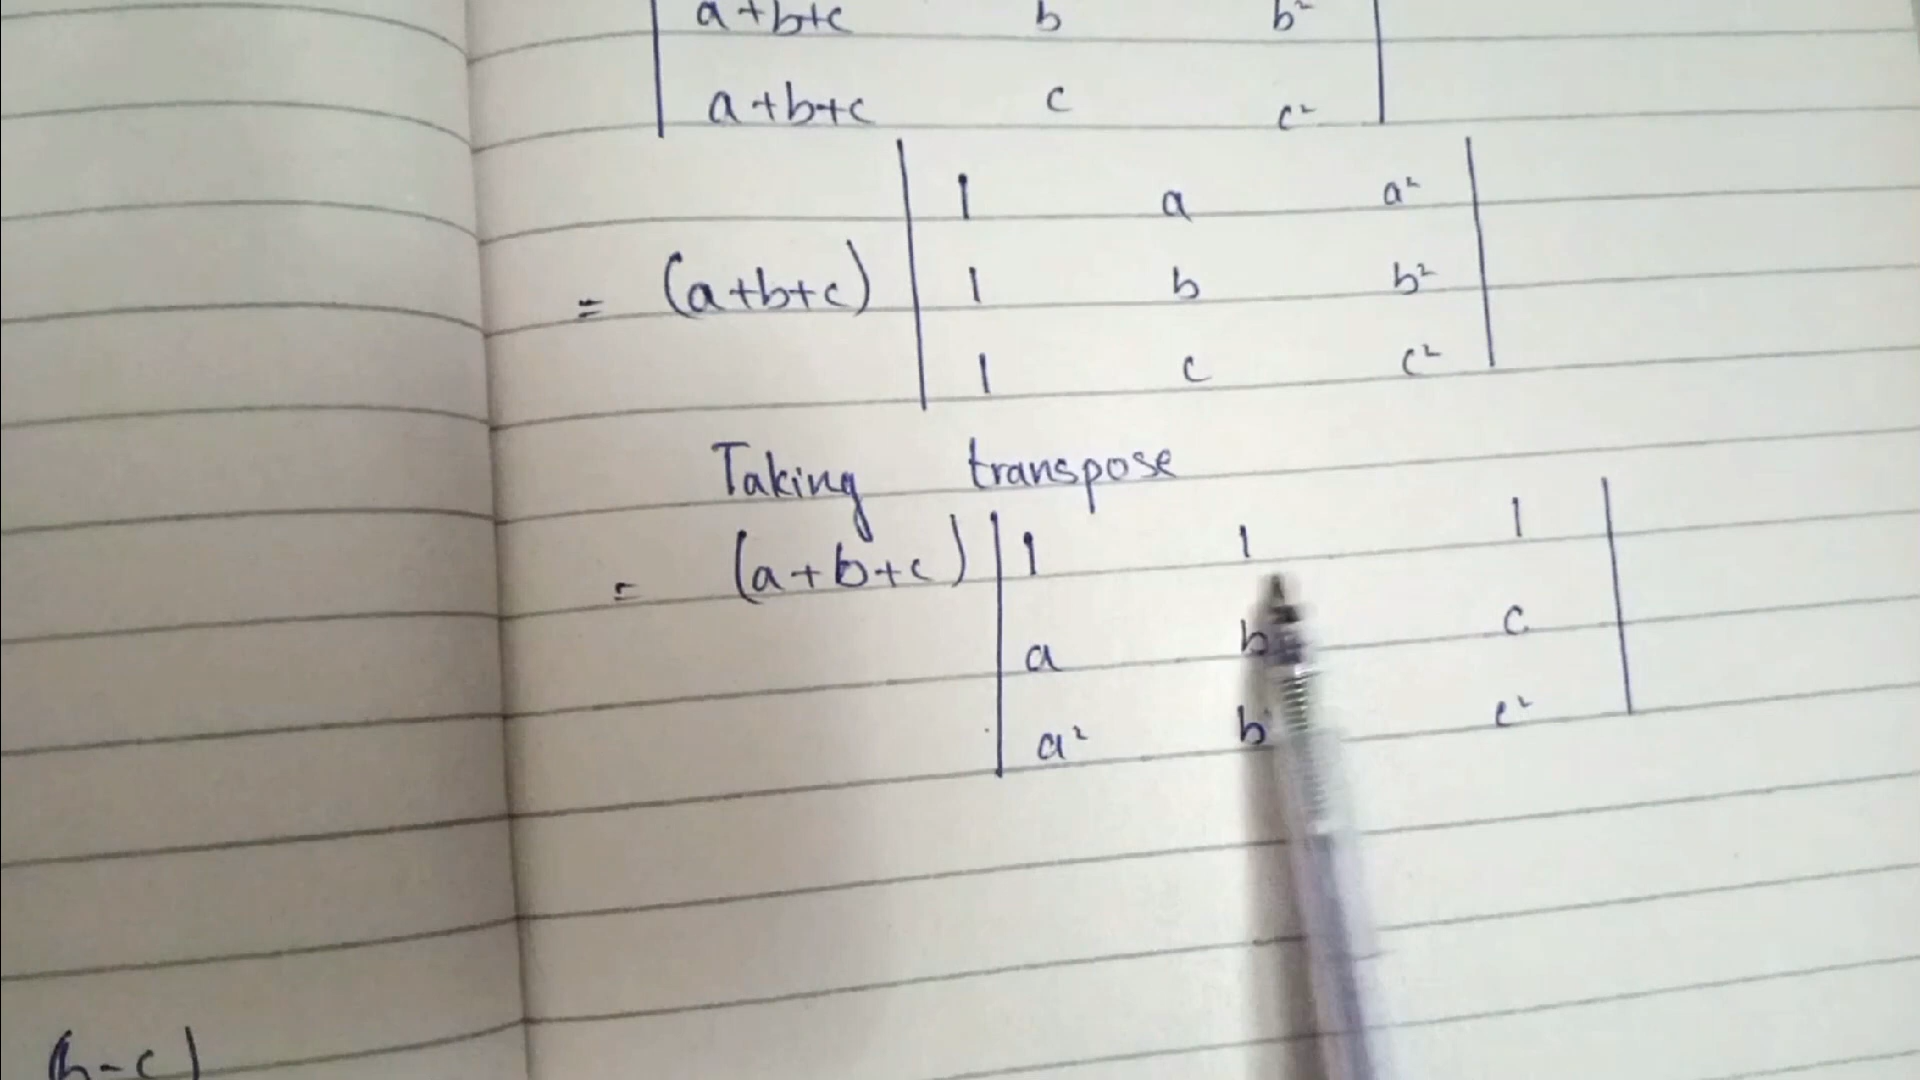 a+b+c b b²
a+b+c c c²
1 a a²
= (a+b+c) 1 b b²
1 c c²
Taking transpose
= (a+b+c) 1 1 1
a b c
a² b c²
(b-c)